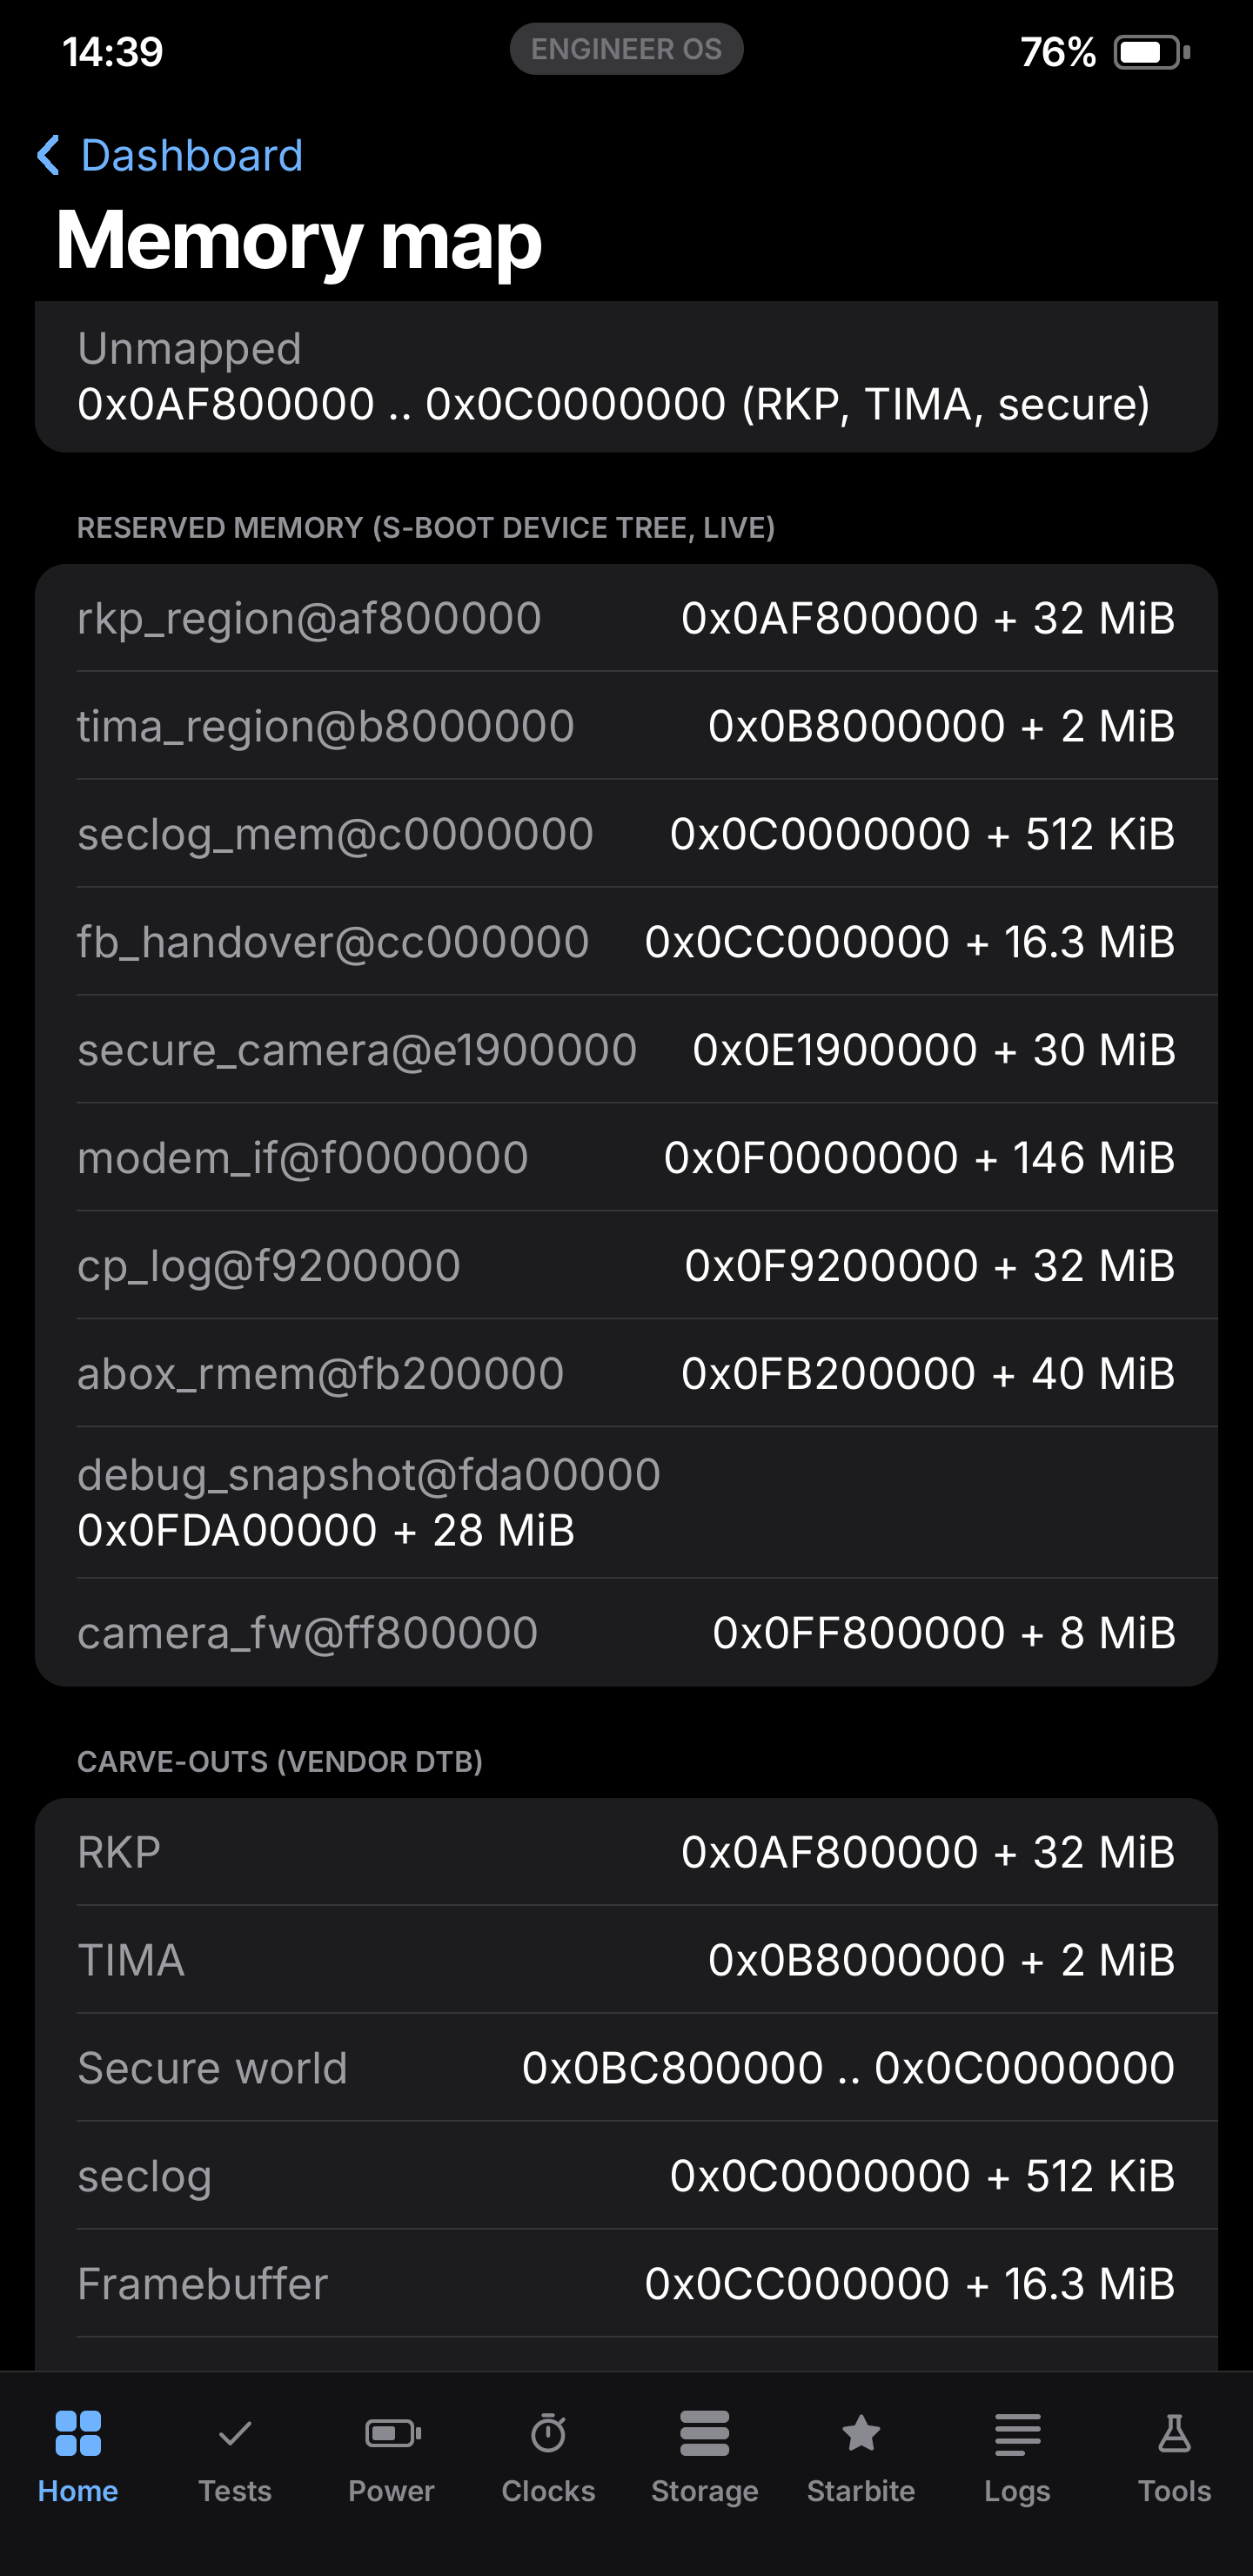 14:39
ENGINEER OS
76%
Dashboard
Memory map
Unmapped
0x0AF800000 .. 0x0C0000000 (RKP, TIMA, secure)
RESERVED MEMORY (S-BOOT DEVICE TREE, LIVE)
rkp_region@af800000 0x0AF800000 + 32 MiB
tima_region@b8000000 0x0B8000000 + 2 MiB
seclog_mem@c0000000 0x0C0000000 + 512 KiB
fb_handover@cc000000 0x0CC000000 + 16.3 MiB
secure_camera@e1900000 0x0E1900000 + 30 MiB
modem_if@f0000000 0x0F0000000 + 146 MiB
cp_log@f9200000 0x0F9200000 + 32 MiB
abox_rmem@fb200000 0x0FB200000 + 40 MiB
debug_snapshot@fda00000
0x0FDA00000 + 28 MiB
camera_fw@ff800000 0x0FF800000 + 8 MiB
CARVE-OUTS (VENDOR DTB)
RKP 0x0AF800000 + 32 MiB
TIMA 0x0B8000000 + 2 MiB
Secure world 0x0BC800000 .. 0x0C0000000
seclog 0x0C0000000 + 512 KiB
Framebuffer 0x0CC000000 + 16.3 MiB
Home Tests Power Clocks Storage Starbite Logs Tools